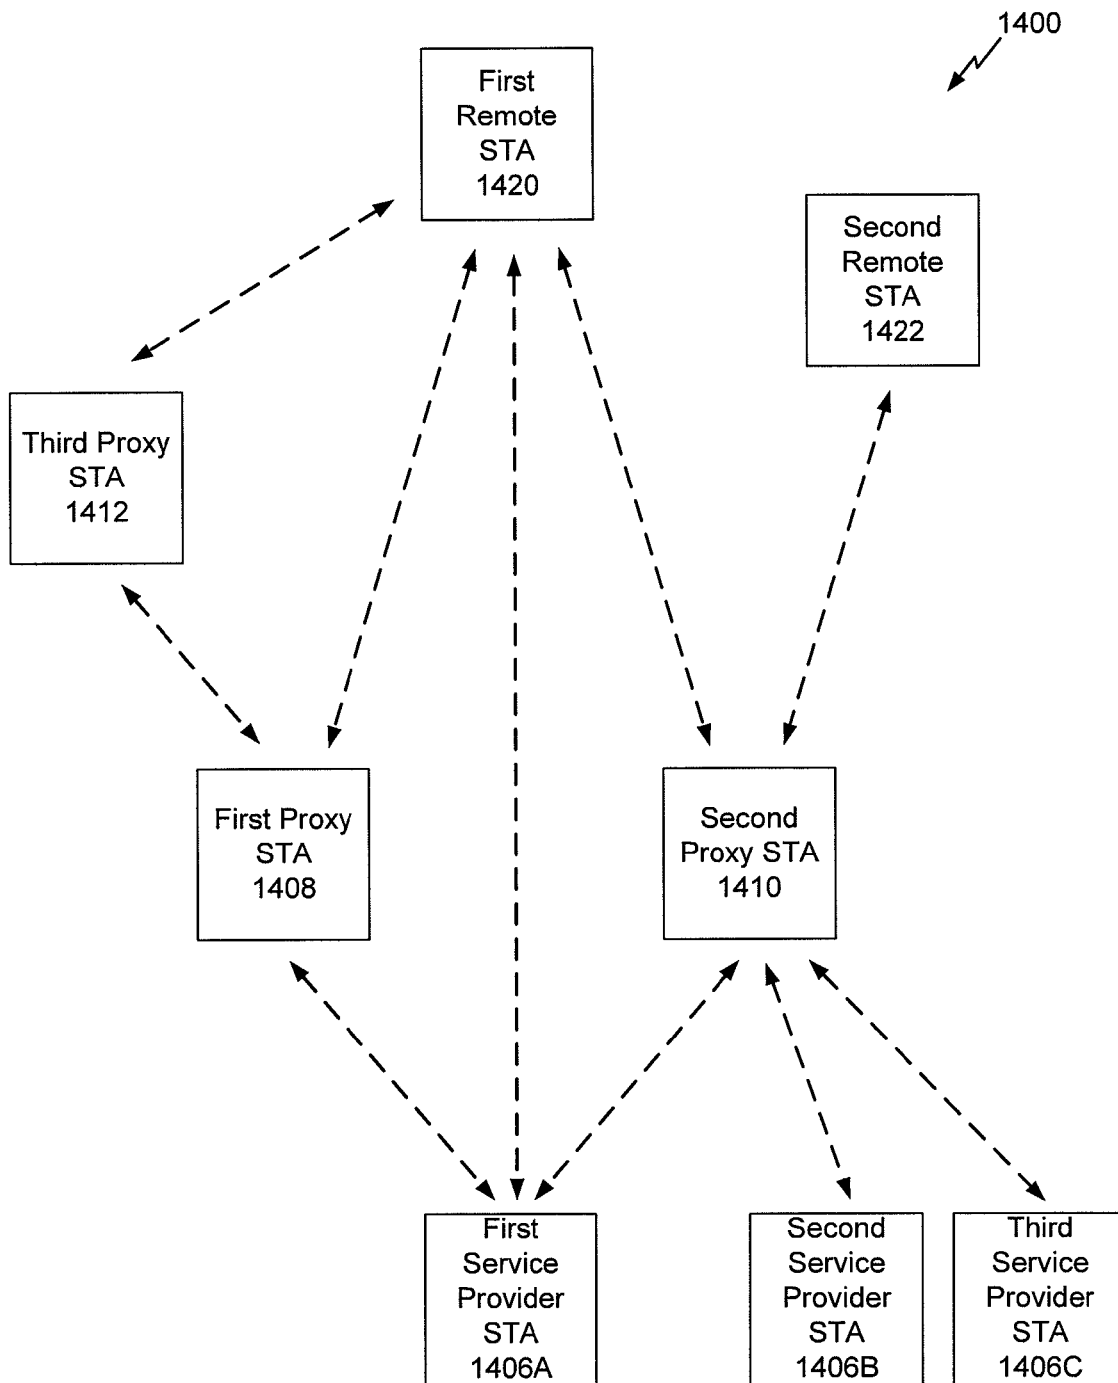 1400
First
Remote
STA
1420
Second
Remote
STA
1422
Third Proxy
STA
1412
First Proxy
STA
1408
Second
Proxy STA
1410
First
Service
Provider
STA
1406A
Second
Service
Provider
STA
1406B
Third
Service
Provider
STA
1406C